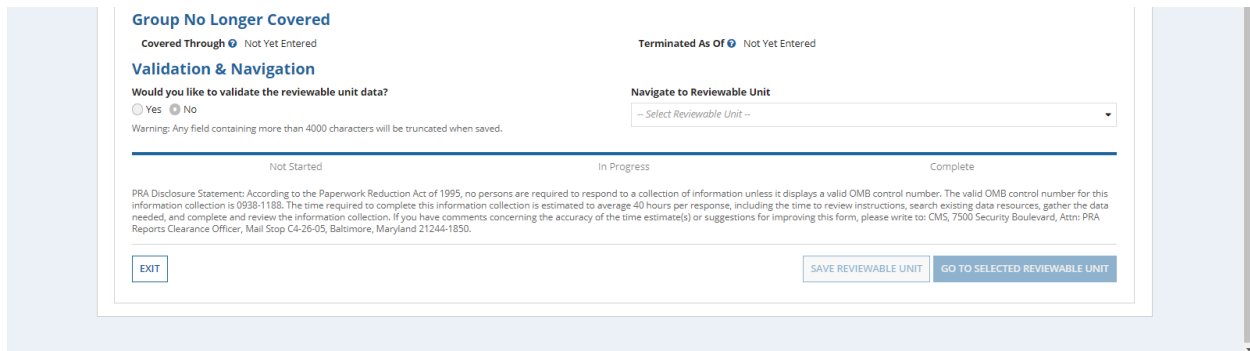 Group No Longer Covered
Covered Through Not Yet Entered
Terminated As Of Not Yet Entered
Validation & Navigation
Would you like to validate the reviewable unit data?
Yes No
Warning: Any field containing more than 4000 characters will be truncated when saved.
Navigate to Reviewable Unit
-- Select Reviewable Unit --
Not Started In Progress Complete
PRA Disclosure Statement: According to the Paperwork Reduction Act of 1995, no persons are required to respond to a collection of information unless it displays a valid OMB control number. The valid OMB control number for this
information collection is 0938-1188. The time required to complete this information collection is estimated to average 40 hours per response, including the time to review instructions, search existing data resources, gather the data
needed, and complete and review the information collection. If you have comments concerning the accuracy of the time estimate(s) or suggestions for improving this form, please write to: CMS, 7500 Security Boulevard, Attn: PRA
Reports Clearance Officer, Mail Stop C4-26-05, Baltimore, Maryland 21244-1850.
EXIT
SAVE REVIEWABLE UNIT
GO TO SELECTED REVIEWABLE UNIT